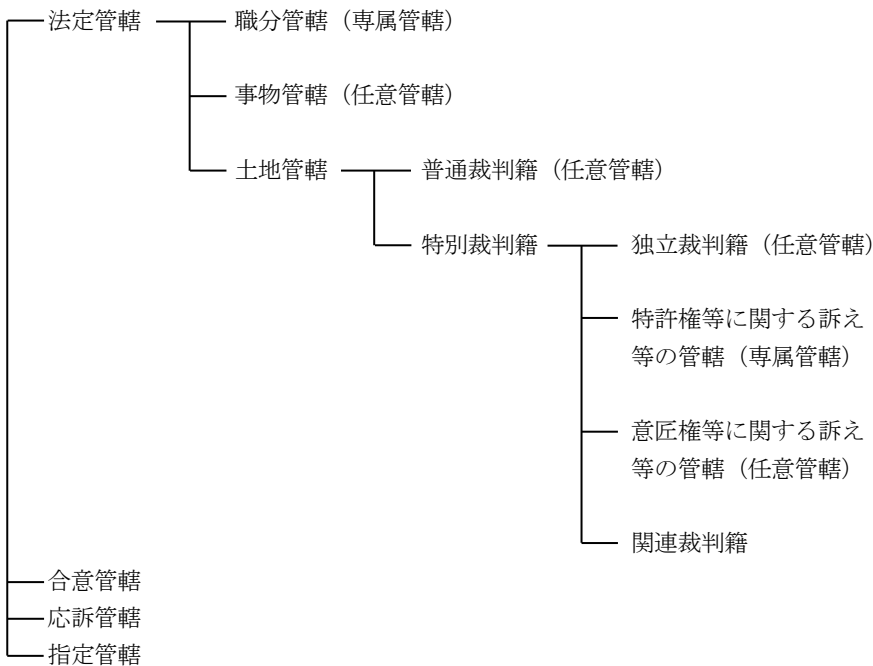 法定管轄 職分管轄（専属管轄）
事物管轄（任意管轄）
土地管轄 普通裁判籍（任意管轄）
特別裁判籍 独立裁判籍（任意管轄）
特許権等に関する訴え
等の管轄（専属管轄）
意匠権等に関する訴え
等の管轄（任意管轄）
関連裁判籍
合意管轄
応訴管轄
指定管轄